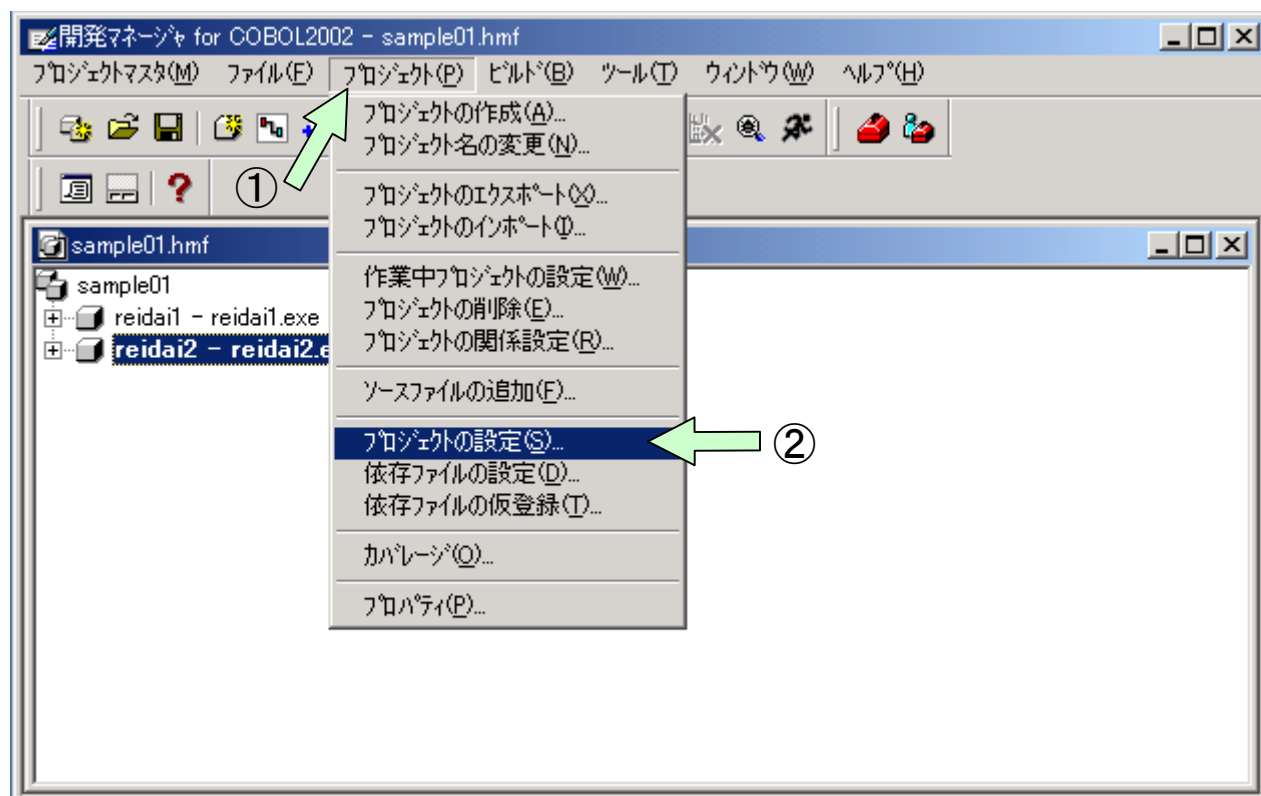 開発ﾏﾈｰｼﾞｬ for COBOL2002 - sample01.hmf
ﾌﾟﾛｼﾞｪｸﾄﾏｽﾀ(M) ﾌｧｲﾙ(F) ﾌﾟﾛｼﾞｪｸﾄ(P) ﾋﾞﾙﾄﾞ(B) ﾂｰﾙ(T) ｳｨﾝﾄﾞｳ(W) ﾍﾙﾌﾟ(H)
①
ﾌﾟﾛｼﾞｪｸﾄの作成(A)...
ﾌﾟﾛｼﾞｪｸﾄ名の変更(N)...
ﾌﾟﾛｼﾞｪｸﾄのｴｸｽﾎﾟｰﾄ(X)...
ﾌﾟﾛｼﾞｪｸﾄのｲﾝﾎﾟｰﾄ(I)...
作業中ﾌﾟﾛｼﾞｪｸﾄの設定(W)...
ﾌﾟﾛｼﾞｪｸﾄの削除(E)...
ﾌﾟﾛｼﾞｪｸﾄの関係設定(R)...
ｿｰｽﾌｧｲﾙの追加(F)...
ﾌﾟﾛｼﾞｪｸﾄの設定(S)... ②
依存ﾌｧｲﾙの設定(D)...
依存ﾌｧｲﾙの仮登録(T)...
ｶﾊﾞﾚｰｼﾞ(O)...
ﾌﾟﾛﾊﾟﾃｨ(P)...
sample01.hmf
sample01
reidai1 - reidai1.exe
reidai2 - reidai2.e